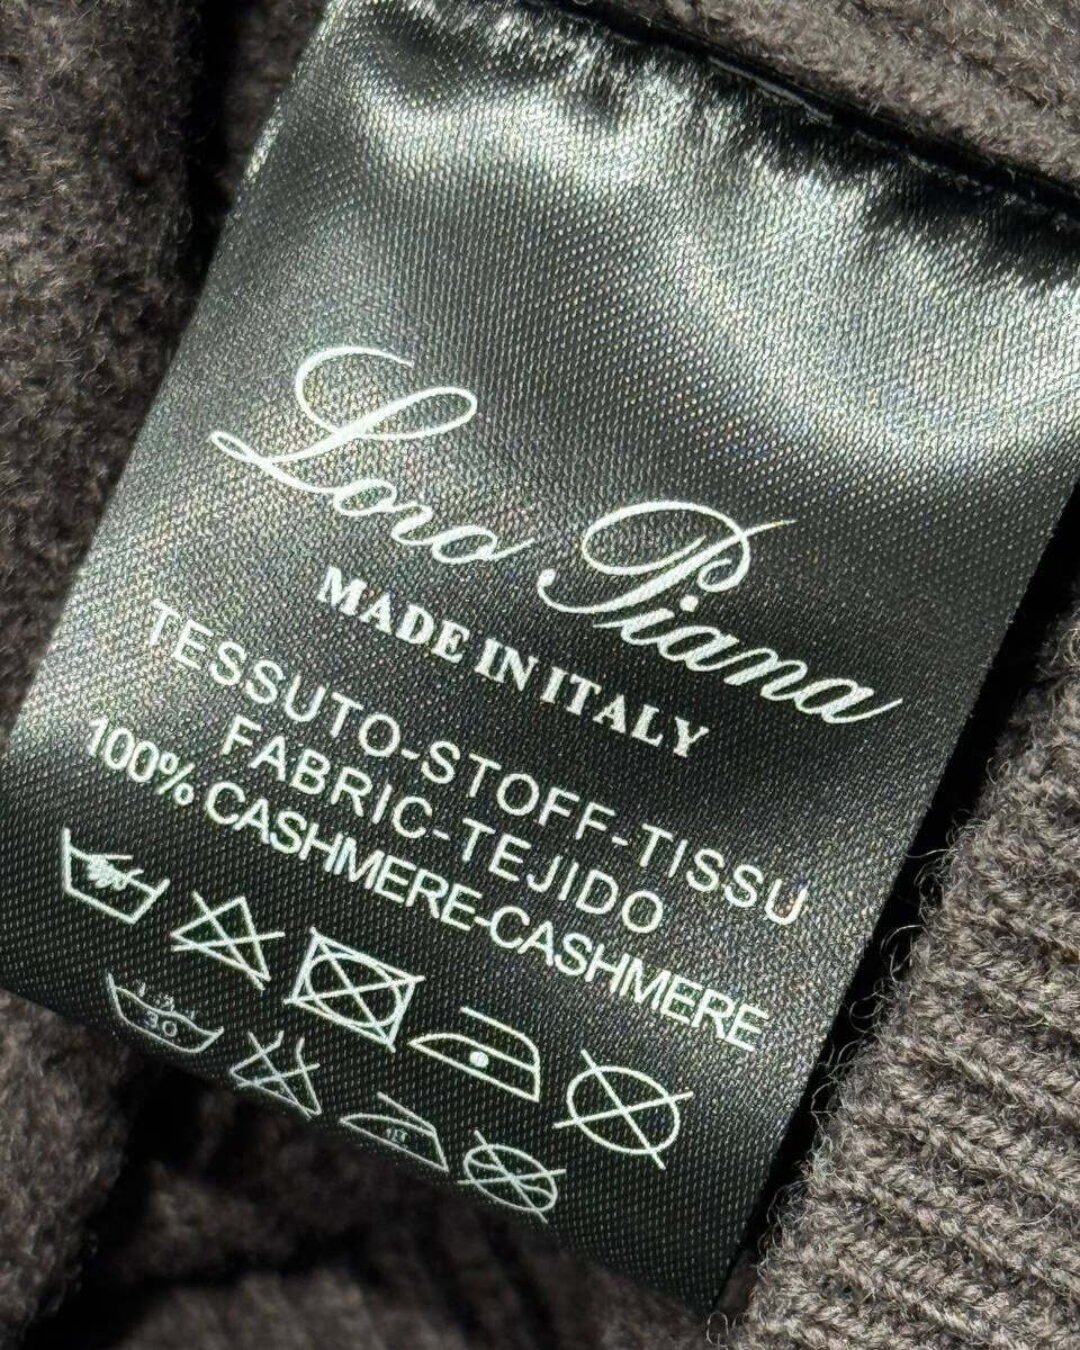 Loro Piana
MADE IN ITALY
TESSUTO-STOFF-TISSU
FABRIC-TEJIDO
100% CASHMERE-CASHMERE
30